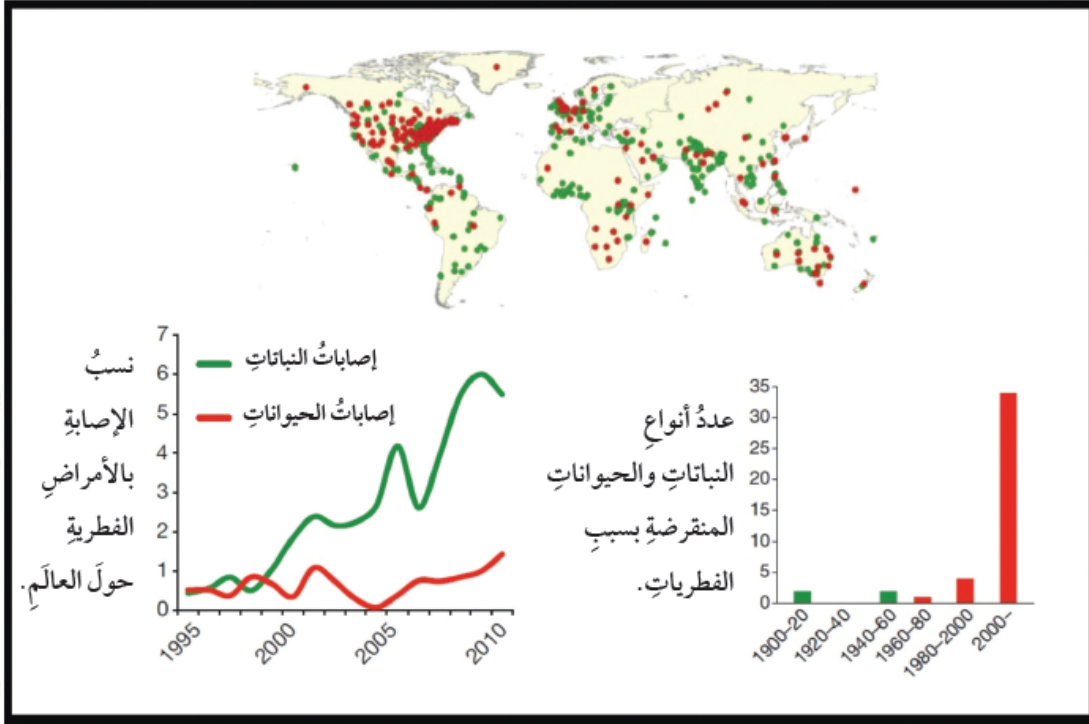 7
6
5
4
3
2
1
0
1995
2000
2005
2010
إصاباتُ النباتاتِ
إصاباتُ الحيواناتِ
نسبُ
الإصابةِ
بالأمراضِ
الفطريةِ
حولَ العالَمِ.
عددُ أنواعِ
النباتاتِ والحيواناتِ
المنقرضةِ بسببِ
الفطرياتِ.
35
30
25
20
15
10
5
0
1900–20
1920–40
1940–60
1960–80
1980–2000
2000–